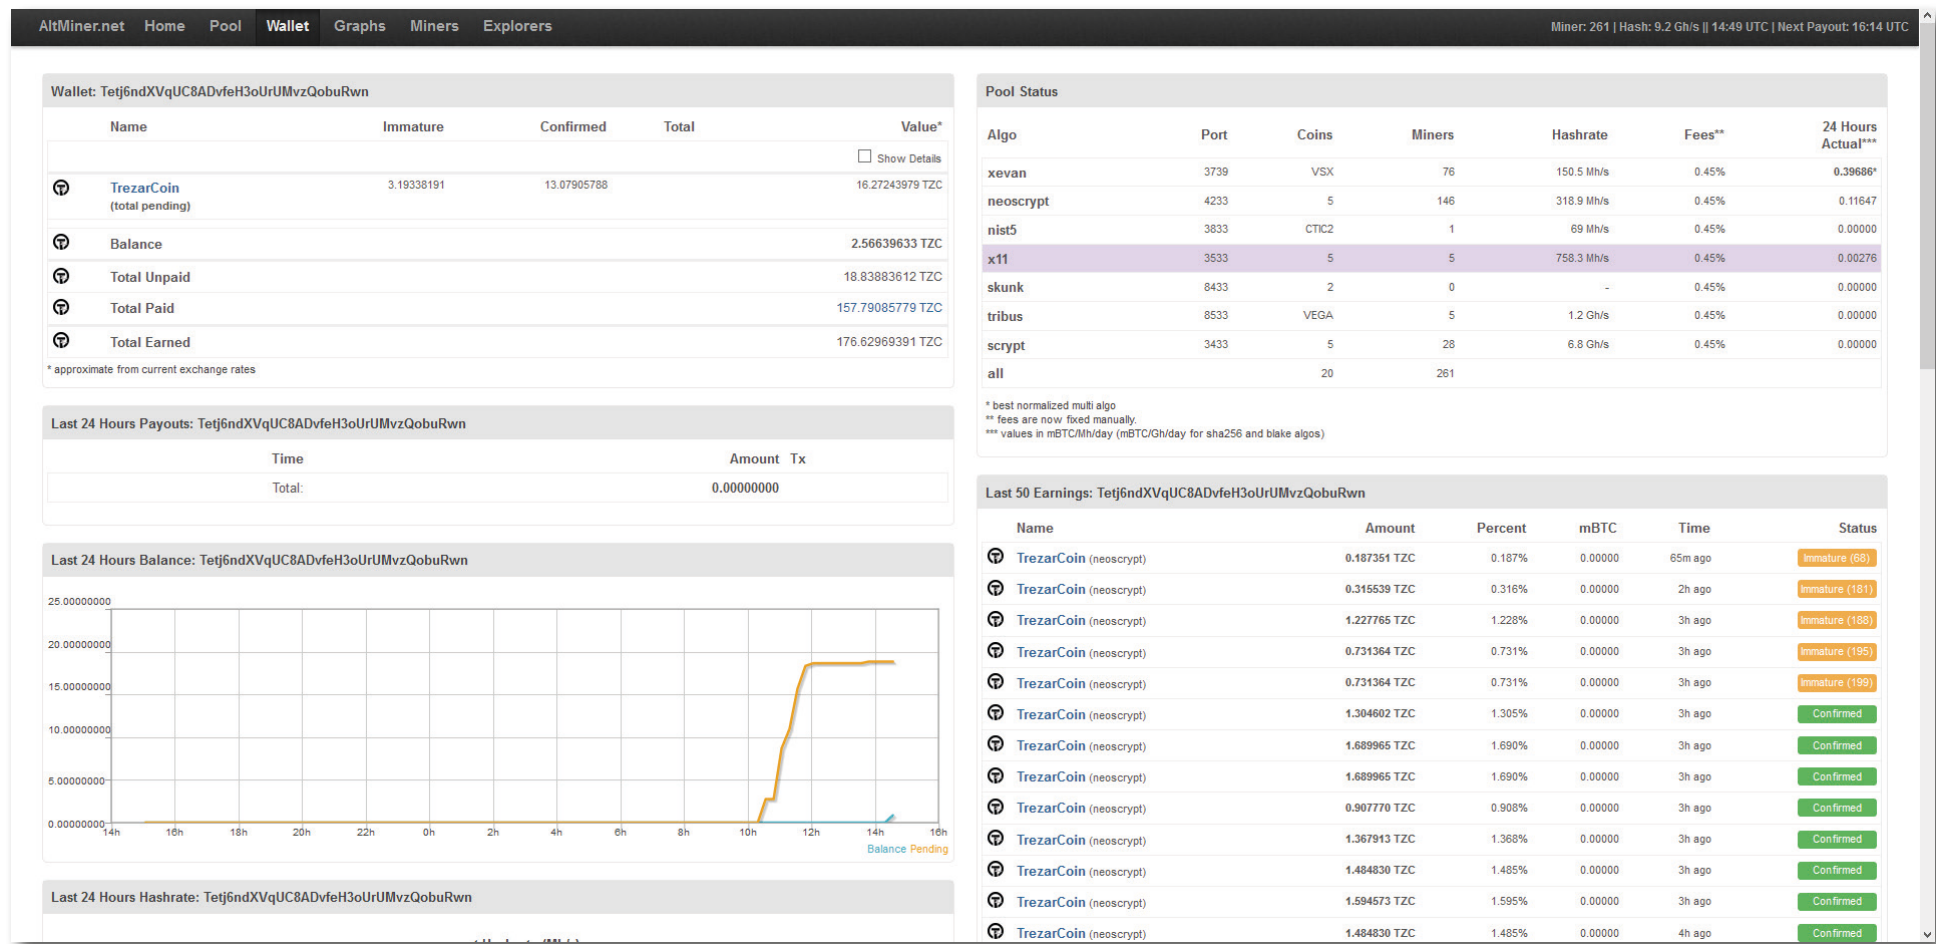 AltMiner.net Home Pool Wallet Graphs Miners Explorers Miner: 261 | Hash: 9.2 Gh/s || 14:49 UTC | Next Payout: 16:14 UTC
Wallet: Tetj6ndXVqUC8ADvfeH3oUrUMvzQobuRwn
Name Immature Confirmed Total Value*
Show Details
TrezarCoin 3.19338191 13.07905788 16.27243979 TZC
(total pending)
Balance 2.56639633 TZC
Total Unpaid 18.83883612 TZC
Total Paid 157.79085779 TZC
Total Earned 176.62969391 TZC
* approximate from current exchange rates
Last 24 Hours Payouts: Tetj6ndXVqUC8ADvfeH3oUrUMvzQobuRwn
Time Amount Tx
Total: 0.00000000
Last 24 Hours Balance: Tetj6ndXVqUC8ADvfeH3oUrUMvzQobuRwn
25.00000000
20.00000000
15.00000000
10.00000000
5.00000000
0.00000000
14h 16h 18h 20h 22h 0h 2h 4h 6h 8h 10h 12h 14h 16h
Balance Pending
Last 24 Hours Hashrate: Tetj6ndXVqUC8ADvfeH3oUrUMvzQobuRwn
Pool Status
Algo Port Coins Miners Hashrate Fees** 24 Hours
Actual***
xevan 3739 VSX 76 150.5 Mh/s 0.45% 0.39686*
neoscrypt 4233 5 146 318.9 Mh/s 0.45% 0.11647
nist5 3833 CTIC2 1 69 Mh/s 0.45% 0.00000
x11 3533 5 5 758.3 Mh/s 0.45% 0.00276
skunk 8433 2 0 - 0.45% 0.00000
tribus 8533 VEGA 5 1.2 Gh/s 0.45% 0.00000
scrypt 3433 5 28 6.8 Gh/s 0.45% 0.00000
all 20 261
* best normalized multi algo
** fees are now fixed manually.
*** values in mBTC/Mh/day (mBTC/Gh/day for sha256 and blake algos)
Last 50 Earnings: Tetj6ndXVqUC8ADvfeH3oUrUMvzQobuRwn
Name Amount Percent mBTC Time Status
TrezarCoin (neoscrypt) 0.187351 TZC 0.187% 0.00000 65m ago Immature (68)
TrezarCoin (neoscrypt) 0.315539 TZC 0.316% 0.00000 2h ago Immature (181)
TrezarCoin (neoscrypt) 1.227765 TZC 1.228% 0.00000 3h ago Immature (188)
TrezarCoin (neoscrypt) 0.731364 TZC 0.731% 0.00000 3h ago Immature (195)
TrezarCoin (neoscrypt) 0.731364 TZC 0.731% 0.00000 3h ago Immature (199)
TrezarCoin (neoscrypt) 1.304602 TZC 1.305% 0.00000 3h ago Confirmed
TrezarCoin (neoscrypt) 1.689965 TZC 1.690% 0.00000 3h ago Confirmed
TrezarCoin (neoscrypt) 1.689965 TZC 1.690% 0.00000 3h ago Confirmed
TrezarCoin (neoscrypt) 0.907770 TZC 0.908% 0.00000 3h ago Confirmed
TrezarCoin (neoscrypt) 1.367913 TZC 1.368% 0.00000 3h ago Confirmed
TrezarCoin (neoscrypt) 1.484830 TZC 1.485% 0.00000 3h ago Confirmed
TrezarCoin (neoscrypt) 1.594573 TZC 1.595% 0.00000 3h ago Confirmed
TrezarCoin (neoscrypt) 1.484830 TZC 1.485% 0.00000 4h ago Confirmed